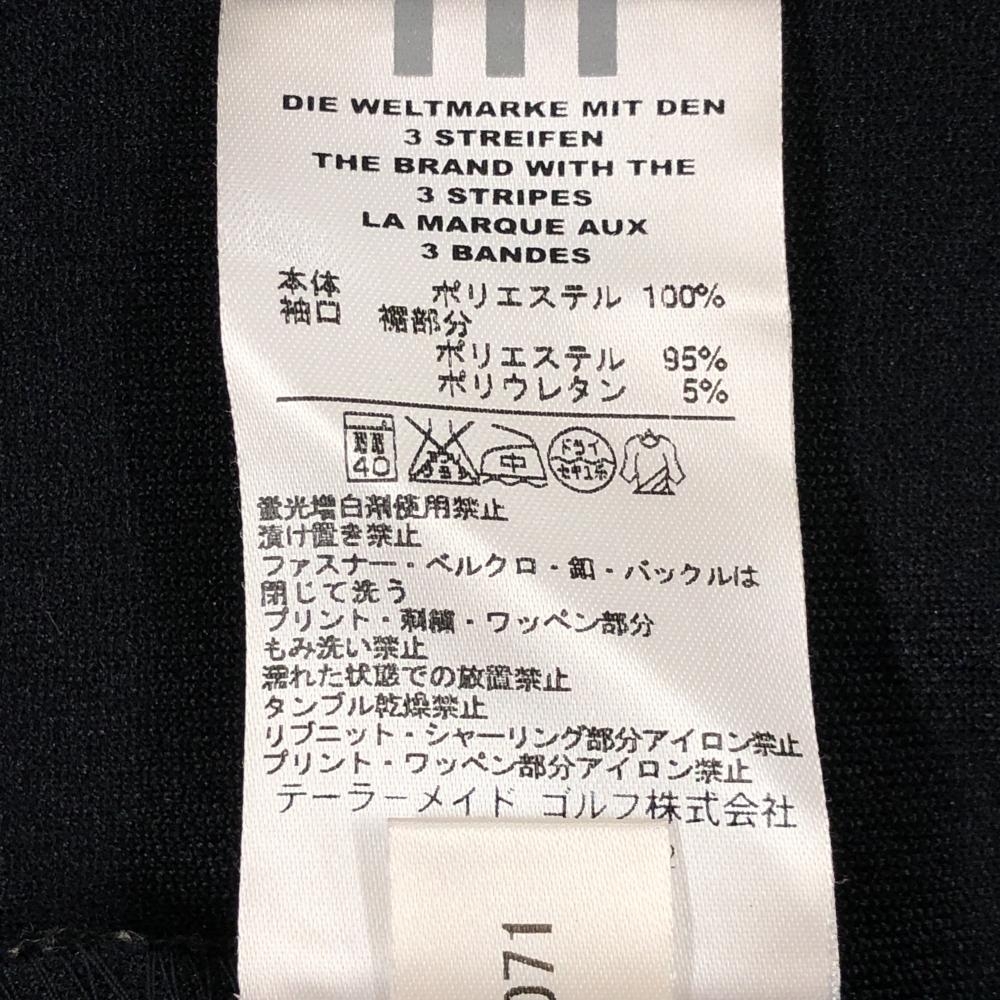 DIE WELTMARKE MIT DEN
3 STREIFEN
THE BRAND WITH THE
3 STRIPES
LA MARQUE AUX
3 BANDES
本体 ポリエステル 100%
袖口 裾部分
ポリエステル 95%
ポリウレタン 5%
40 中 ドライ
セキユ系
蛍光増白剤使用禁止
漬け置き禁止
ファスナー・ベルクロ・釦・バックルは
閉じて洗う
プリント・刺繍・ワッペン部分
もみ洗い禁止
濡れた状態での放置禁止
タンブル乾燥禁止
リブニット・シャーリング部分アイロン禁止
プリント・ワッペン部分アイロン禁止
テーラーメイド ゴルフ株式会社
071